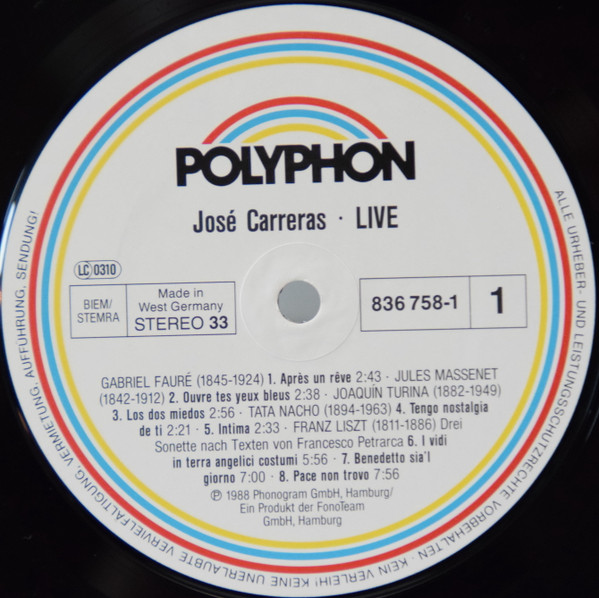 POLYPHON
José Carreras · LIVE
LC 0310
BIEM/
STEMRA
Made in
West Germany
STEREO 33
836 758-1
1
GABRIEL FAURÉ (1845-1924) 1. Après un rêve 2:43 · JULES MASSENET
(1842-1912) 2. Ouvre tes yeux bleus 2:38 · JOAQUÍN TURINA (1882-1949)
3. Los dos miedos 2:56 · TATA NACHO (1894-1963) 4. Tengo nostalgia
de ti 2:21 · 5. Intima 2:33 · FRANZ LISZT (1811-1886) Drei
Sonette nach Texten von Francesco Petrarca 6. I vidi
in terra angelici costumi 5:56 · 7. Benedetto sia'l
giorno 7:00 · 8. Pace non trovo 7:56
℗ 1988 Phonogram GmbH, Hamburg/
Ein Produkt der FonoTeam
GmbH, Hamburg
ALLE URHEBER- UND LEISTUNGSSCHUTZRECHTE VORBEHALTEN · KEIN VERLEIH! KEINE UNERLAUBTE VERVIELFÄLTIGUNG, VERMIETUNG, AUFFÜHRUNG, SENDUNG!